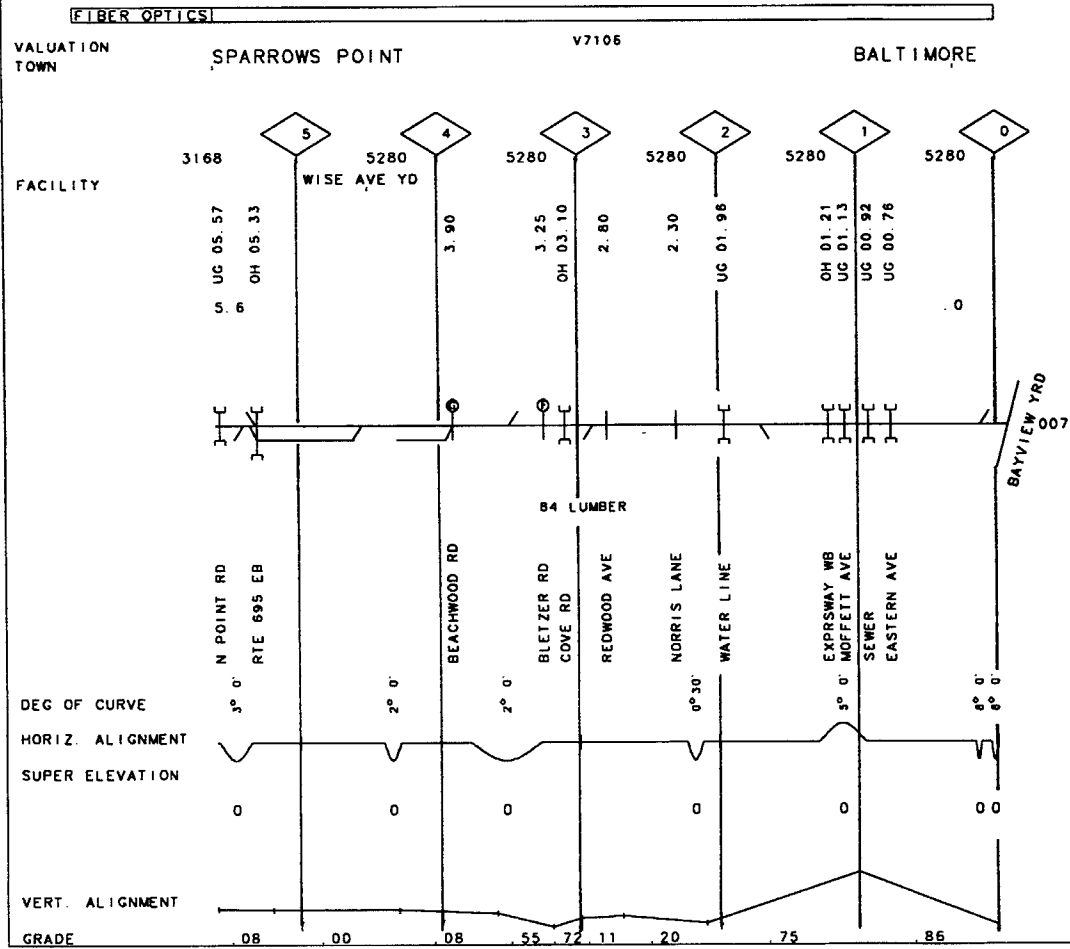 FIBER OPTICS
VALUATION V7106
TOWN SPARROWS POINT BALTIMORE
5 4 3 2 1 0
3168 5280 5280 5280 5280 5280
FACILITY WISE AVE YD
UG 05.57
OH 05.33
3.90
3.25
OH 03.10
2.80
2.30
UG 01.96
OH 01.21
UG 01.13
UG 00.92
UG 00.76
5.6 .0
007
BAYVIEW YRD
84 LUMBER
N POINT RD
RTE 695 EB
BEACHWOOD RD
BLETZER RD
COVE RD
REDWOOD AVE
NORRIS LANE
WATER LINE
EXPRSWAY WB
MOFFETT AVE
SEWER
EASTERN AVE
DEG OF CURVE 3° 0' 2° 0' 2° 0' 0° 30' 5° 0'
HORIZ. ALIGNMENT
SUPER ELEVATION
0 0 0 0 0 0 0
VERT. ALIGNMENT
GRADE .08 .00 .08 .55 .72 .11 .20 .75 .86